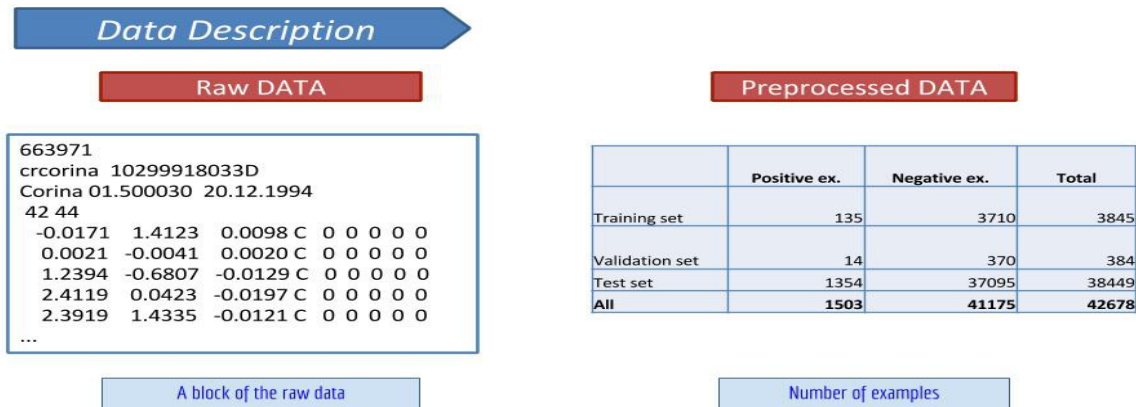 Data Description
Raw DATA
663971
crcorina 10299918033D
Corina 01.500030 20.12.1994
42 44
-0.0171 1.4123 0.0098 C 0 0 0 0 0
0.0021 -0.0041 0.0020 C 0 0 0 0 0
1.2394 -0.6807 -0.0129 C 0 0 0 0 0
2.4119 0.0423 -0.0197 C 0 0 0 0 0
2.3919 1.4335 -0.0121 C 0 0 0 0 0
...
A block of the raw data
Preprocessed DATA
Positive ex. Negative ex. Total
Training set 135 3710 3845
Validation set 14 370 384
Test set 1354 37095 38449
All 1503 41175 42678
Number of examples